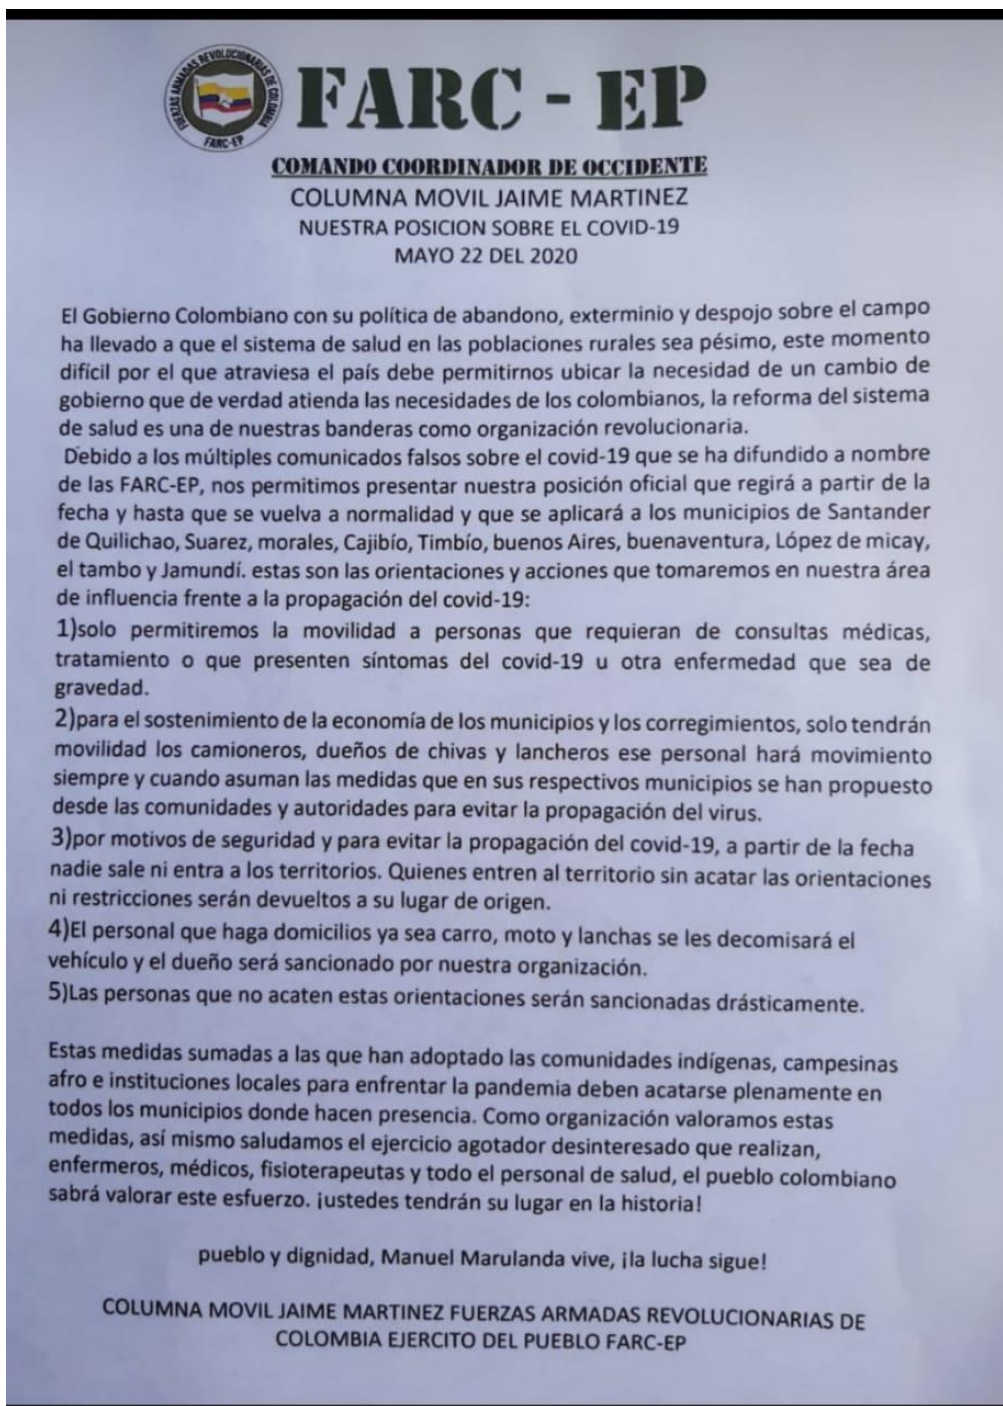 FUERZAS ARMADAS REVOLUCIONARIAS DE COLOMBIA
FARC-EP
FARC - EP
COMANDO COORDINADOR DE OCCIDENTE
COLUMNA MOVIL JAIME MARTINEZ
NUESTRA POSICION SOBRE EL COVID-19
MAYO 22 DEL 2020
El Gobierno Colombiano con su política de abandono, exterminio y despojo sobre el campo
ha llevado a que el sistema de salud en las poblaciones rurales sea pésimo, este momento
difícil por el que atraviesa el país debe permitirnos ubicar la necesidad de un cambio de
gobierno que de verdad atienda las necesidades de los colombianos, la reforma del sistema
de salud es una de nuestras banderas como organización revolucionaria.
Debido a los múltiples comunicados falsos sobre el covid-19 que se ha difundido a nombre
de las FARC-EP, nos permitimos presentar nuestra posición oficial que regirá a partir de la
fecha y hasta que se vuelva a normalidad y que se aplicará a los municipios de Santander
de Quilichao, Suarez, morales, Cajibío, Timbío, buenos Aires, buenaventura, López de micay,
el tambo y Jamundí. estas son las orientaciones y acciones que tomaremos en nuestra área
de influencia frente a la propagación del covid-19:
1)solo permitiremos la movilidad a personas que requieran de consultas médicas,
tratamiento o que presenten síntomas del covid-19 u otra enfermedad que sea de
gravedad.
2)para el sostenimiento de la economía de los municipios y los corregimientos, solo tendrán
movilidad los camioneros, dueños de chivas y lancheros ese personal hará movimiento
siempre y cuando asuman las medidas que en sus respectivos municipios se han propuesto
desde las comunidades y autoridades para evitar la propagación del virus.
3)por motivos de seguridad y para evitar la propagación del covid-19, a partir de la fecha
nadie sale ni entra a los territorios. Quienes entren al territorio sin acatar las orientaciones
ni restricciones serán devueltos a su lugar de origen.
4)El personal que haga domicilios ya sea carro, moto y lanchas se les decomisará el
vehículo y el dueño será sancionado por nuestra organización.
5)Las personas que no acaten estas orientaciones serán sancionadas drásticamente.
Estas medidas sumadas a las que han adoptado las comunidades indígenas, campesinas
afro e instituciones locales para enfrentar la pandemia deben acatarse plenamente en
todos los municipios donde hacen presencia. Como organización valoramos estas
medidas, así mismo saludamos el ejercicio agotador desinteresado que realizan,
enfermeros, médicos, fisioterapeutas y todo el personal de salud, el pueblo colombiano
sabrá valorar este esfuerzo. ¡ustedes tendrán su lugar en la historia!
pueblo y dignidad, Manuel Marulanda vive, ¡la lucha sigue!
COLUMNA MOVIL JAIME MARTINEZ FUERZAS ARMADAS REVOLUCIONARIAS DE
COLOMBIA EJERCITO DEL PUEBLO FARC-EP